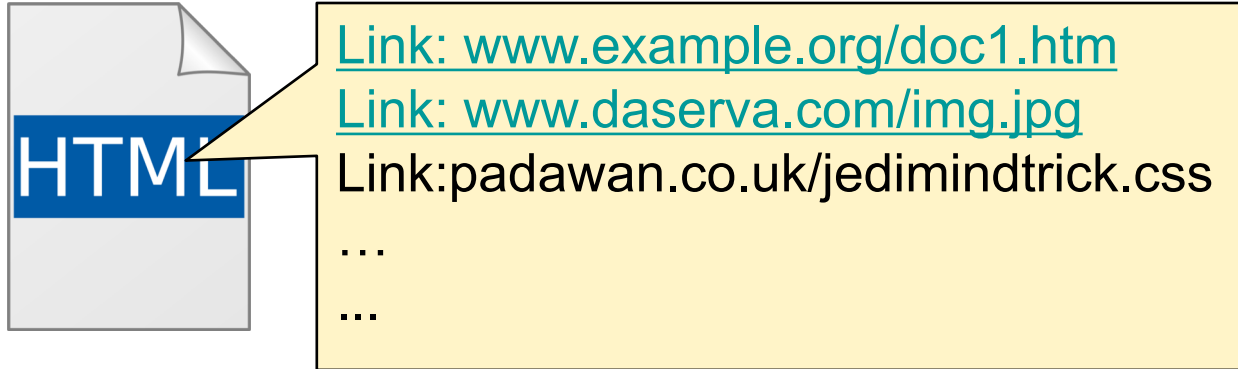 HTML
Link: www.example.org/doc1.htm
Link: www.daserva.com/img.jpg
Link:padawan.co.uk/jedimindtrick.css
…
...